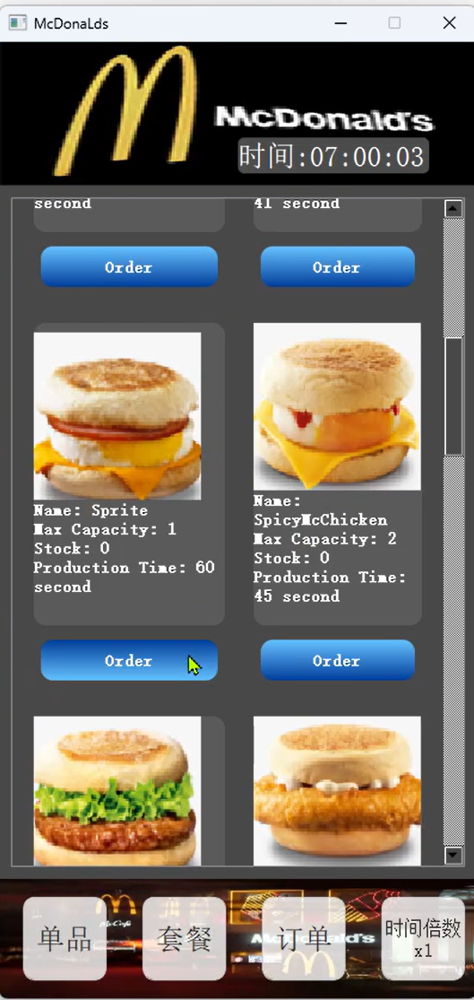 McDonaLds
McDonald's
时间:07:00:03
second
41 second
Order
Order
Name: Sprite
Max Capacity: 1
Stock: 0
Production Time: 60
second
Name:
SpicyMcChicken
Max Capacity: 2
Stock: 0
Production Time:
45 second
Order
Order
单品
套餐
订单
时间倍数
x1
McCafé
McDonald's